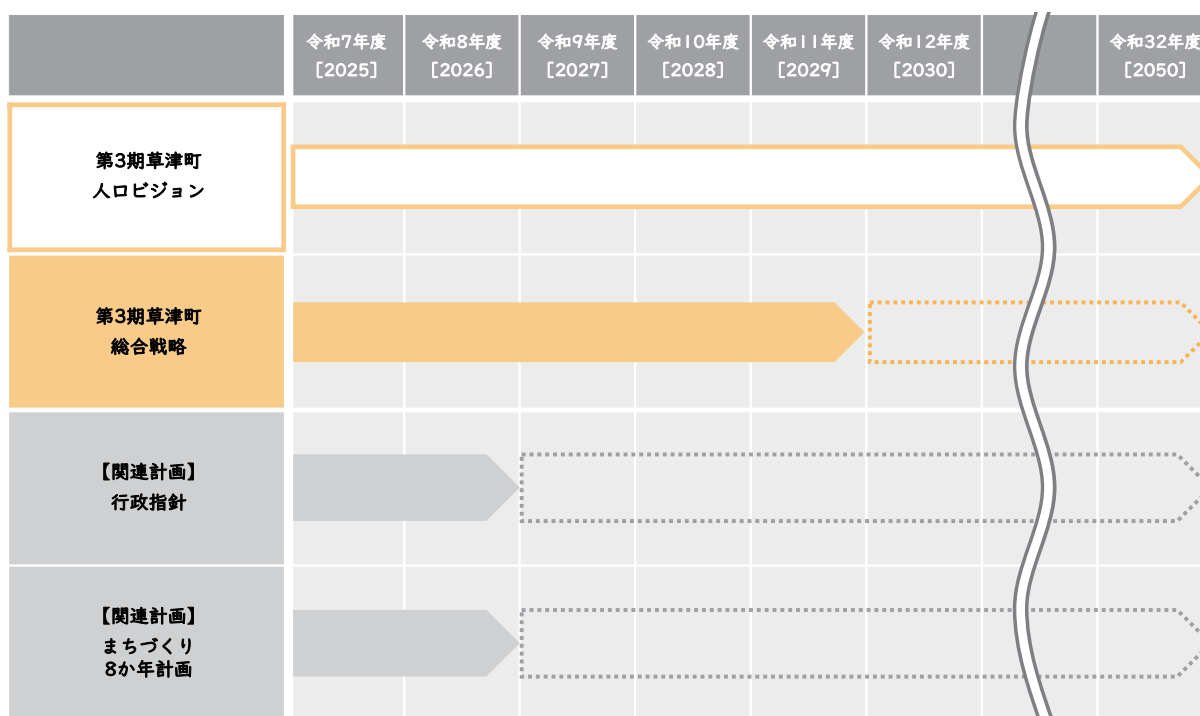 令和7年度
[2025]
令和8年度
[2026]
令和9年度
[2027]
令和10年度
[2028]
令和11年度
[2029]
令和12年度
[2030]
令和32年度
[2050]
第3期草津町
人口ビジョン
第3期草津町
総合戦略
【関連計画】
行政指針
【関連計画】
まちづくり
8か年計画